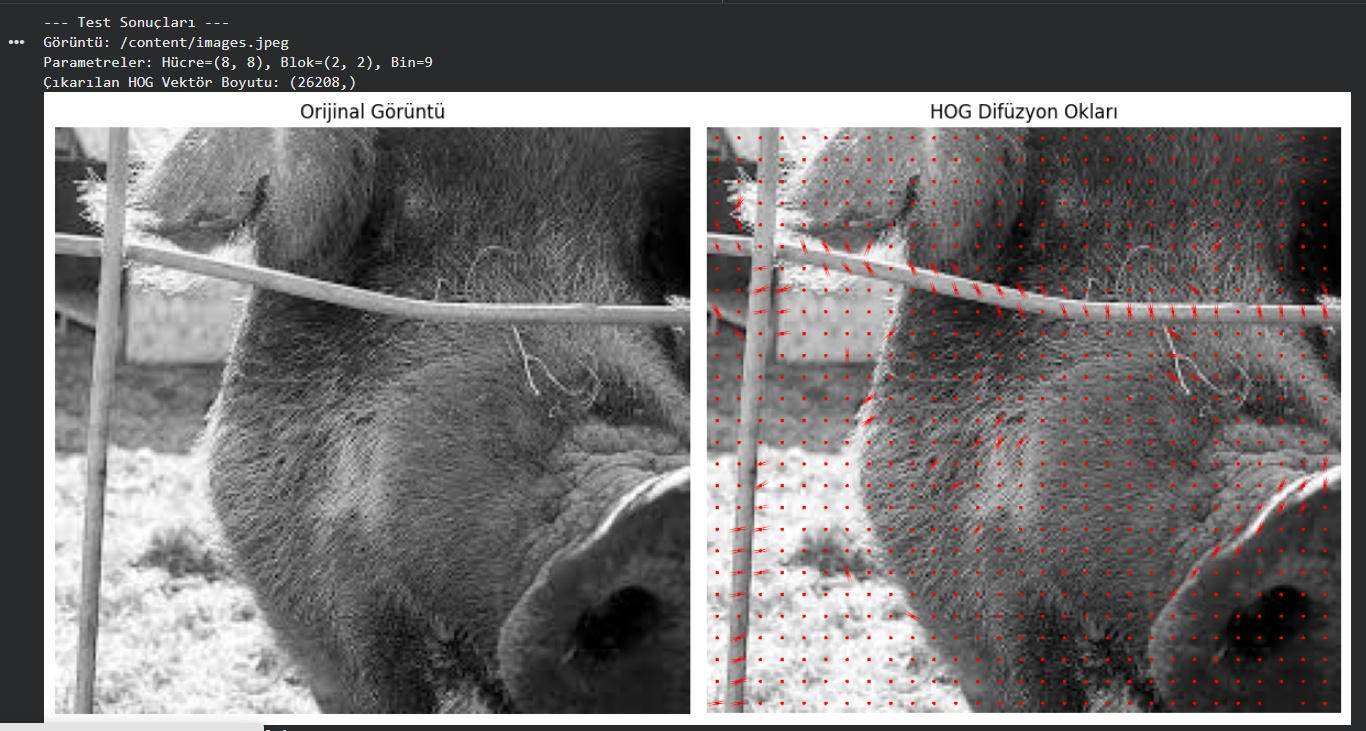 --- Test Sonuçları ---
Görüntü: /content/images.jpeg
Parametreler: Hücre=(8, 8), Blok=(2, 2), Bin=9
Çıkarılan HOG Vektör Boyutu: (26208,)
Orijinal Görüntü
HOG Difüzyon Okları